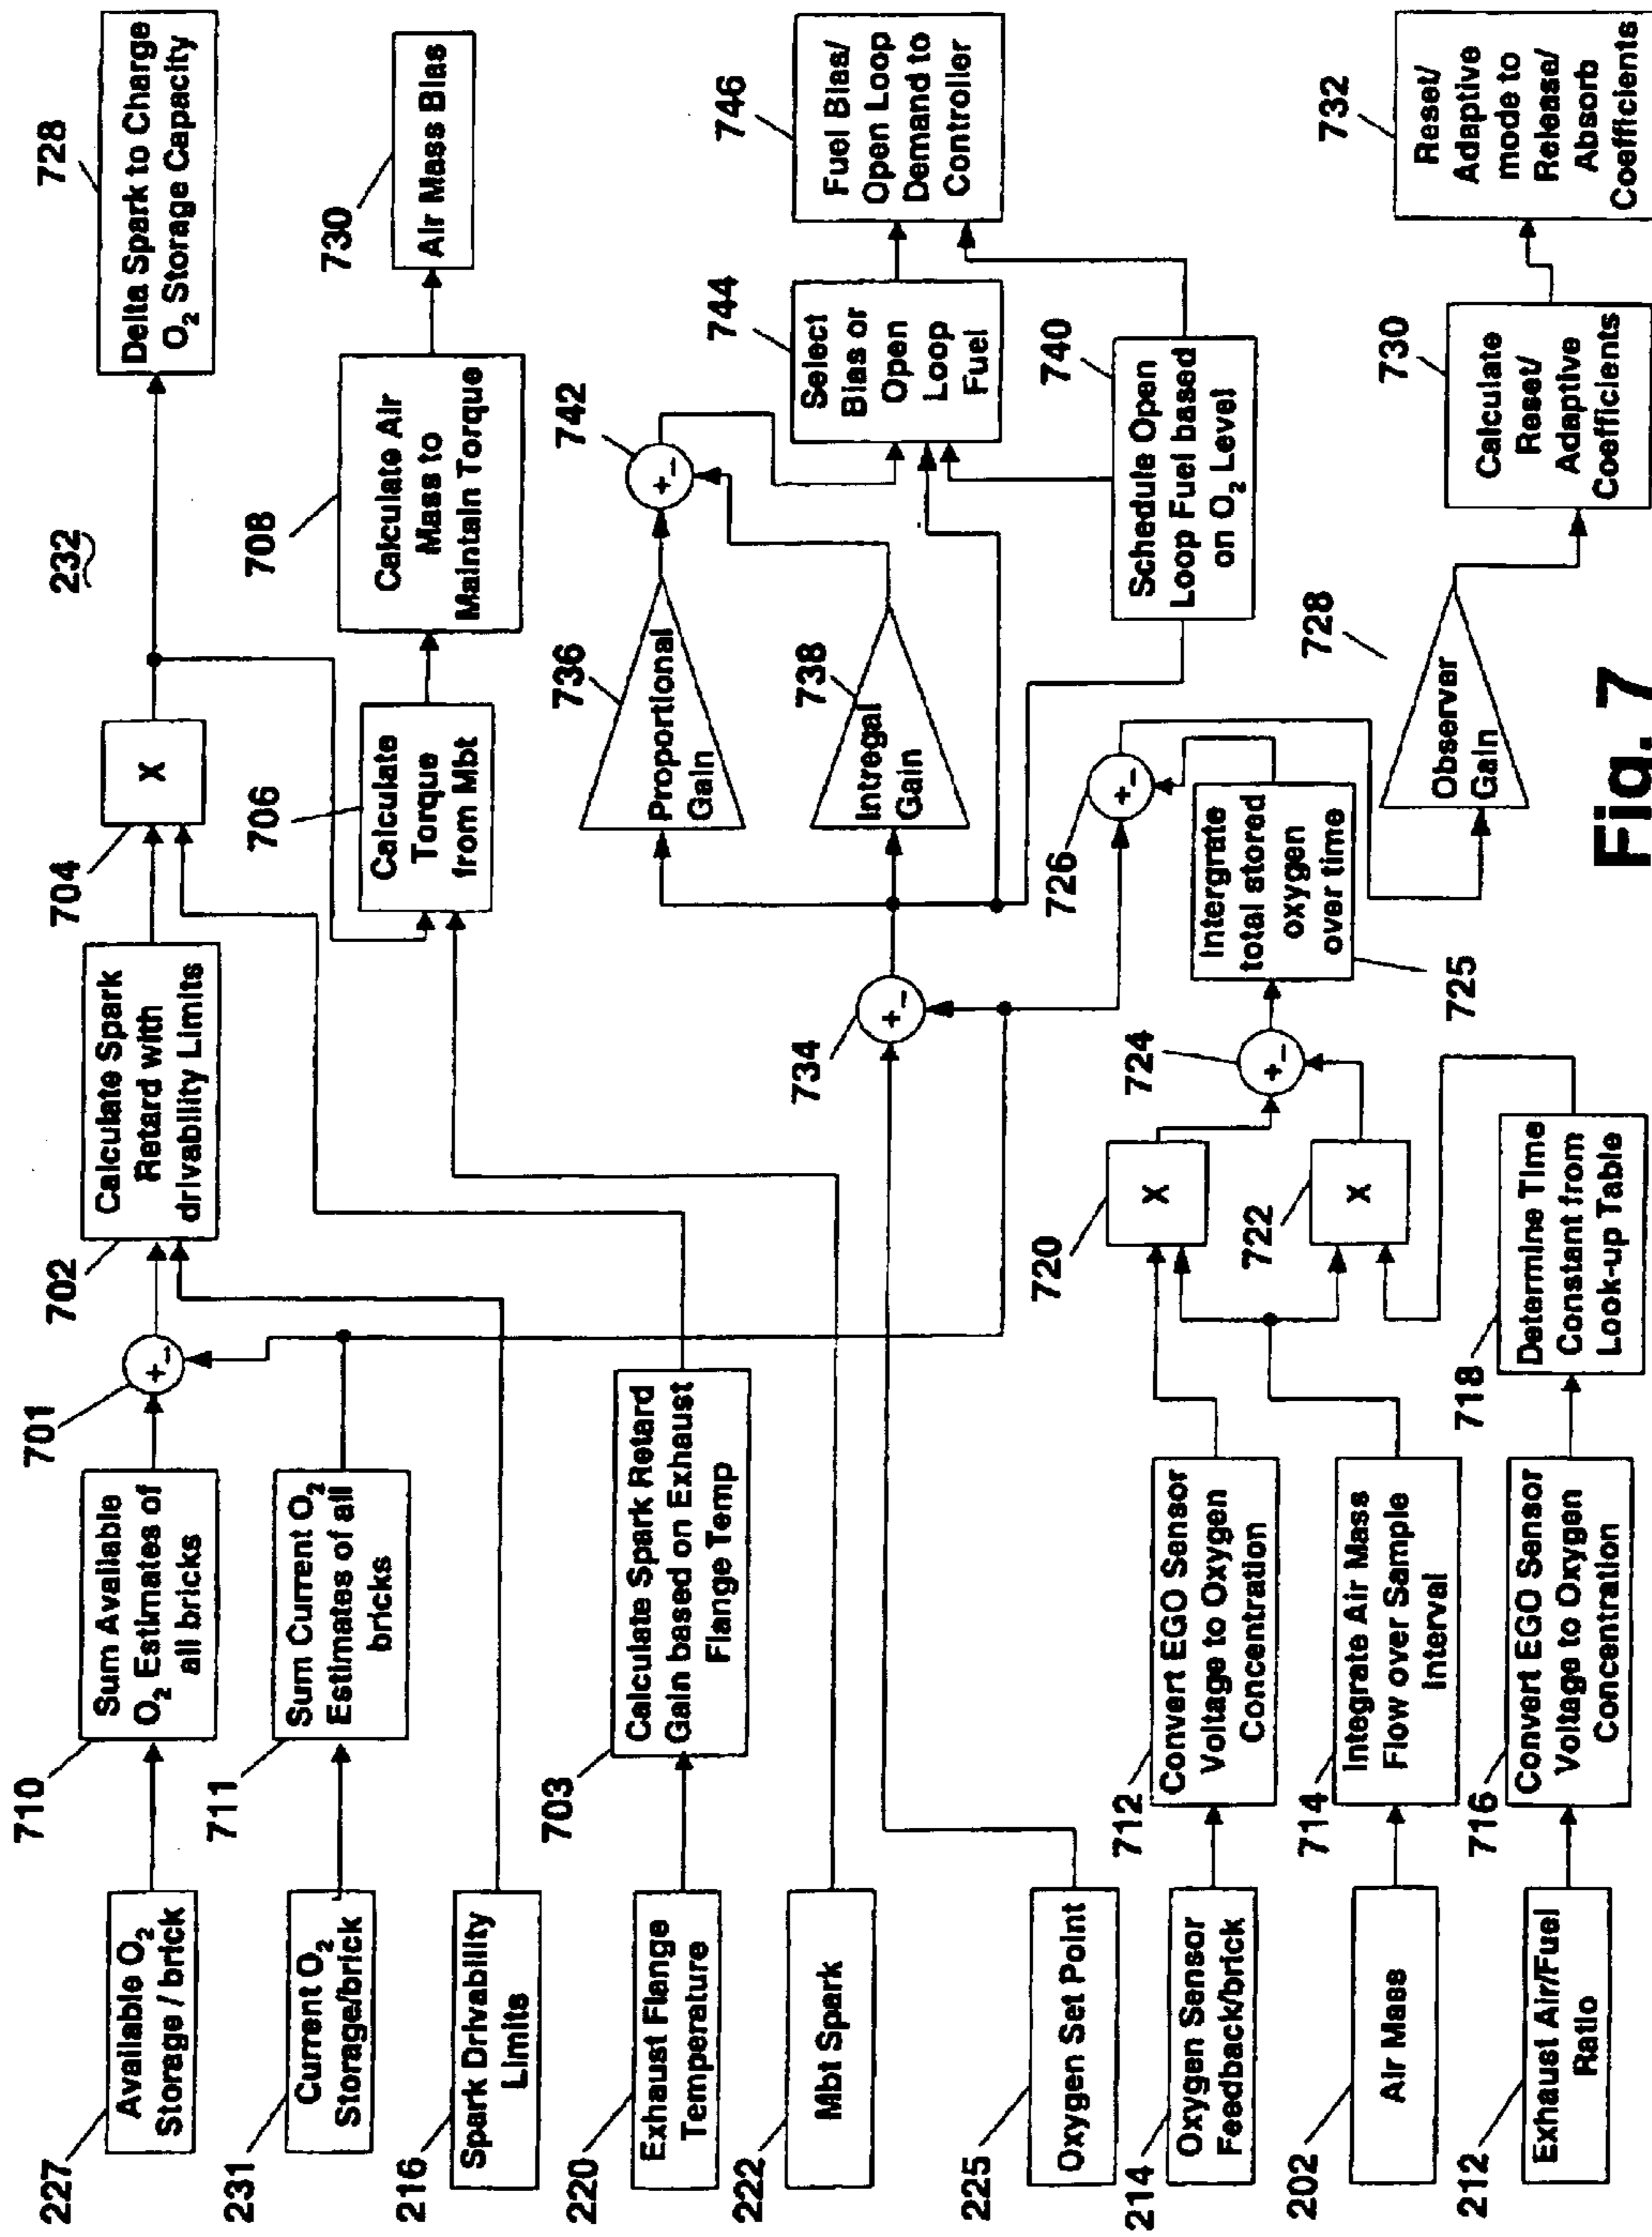 232
227
Available O2
Storage / brick
710
Sum Available
O2 Estimates of
all bricks
701
+
-
702
Calculate Spark
Retard with
drivability Limits
704
X
728
Delta Spark to Charge
O2 Storage Capacity
231
Current O2
Storage/brick
711
Sum Current O2
Estimates of all
bricks
216
Spark Drivability
Limits
706
Calculate
Torque
from Mbt
708
Calculate Air
Mass to
Maintain Torque
730
Air Mass Bias
220
Exhaust Flange
Temperature
703
Calculate Spark Retard
Gain based on Exhaust
Flange Temp
222
Mbt Spark
736
Proportional
Gain
742
+
-
744
Select
Bias or
Open
Loop
Fuel
746
Fuel Bias/
Open Loop
Demand to
Controller
225
Oxygen Set Point
734
+
-
738
Intregal
Gain
740
Schedule Open
Loop Fuel based
on O2 Level
214
Oxygen Sensor
Feedback/brick
712
Convert EGO Sensor
Voltage to Oxygen
Concentration
720
X
724
+
-
725
Intergrate
total stored
oxygen
over time
726
+
-
202
Air Mass
714
Integrate Air Mass
Flow over Sample
interval
722
X
728
Observer
Gain
730
Calculate
Reset/
Adaptive
Coefficients
732
Reset/
Adaptive
mode to
Release/
Absorb
Coefficients
212
Exhaust Air/Fuel
Ratio
716
Convert EGO Sensor
Voltage to Oxygen
Concentration
718
Determine Time
Constant from
Look-up Table
Fig. 7